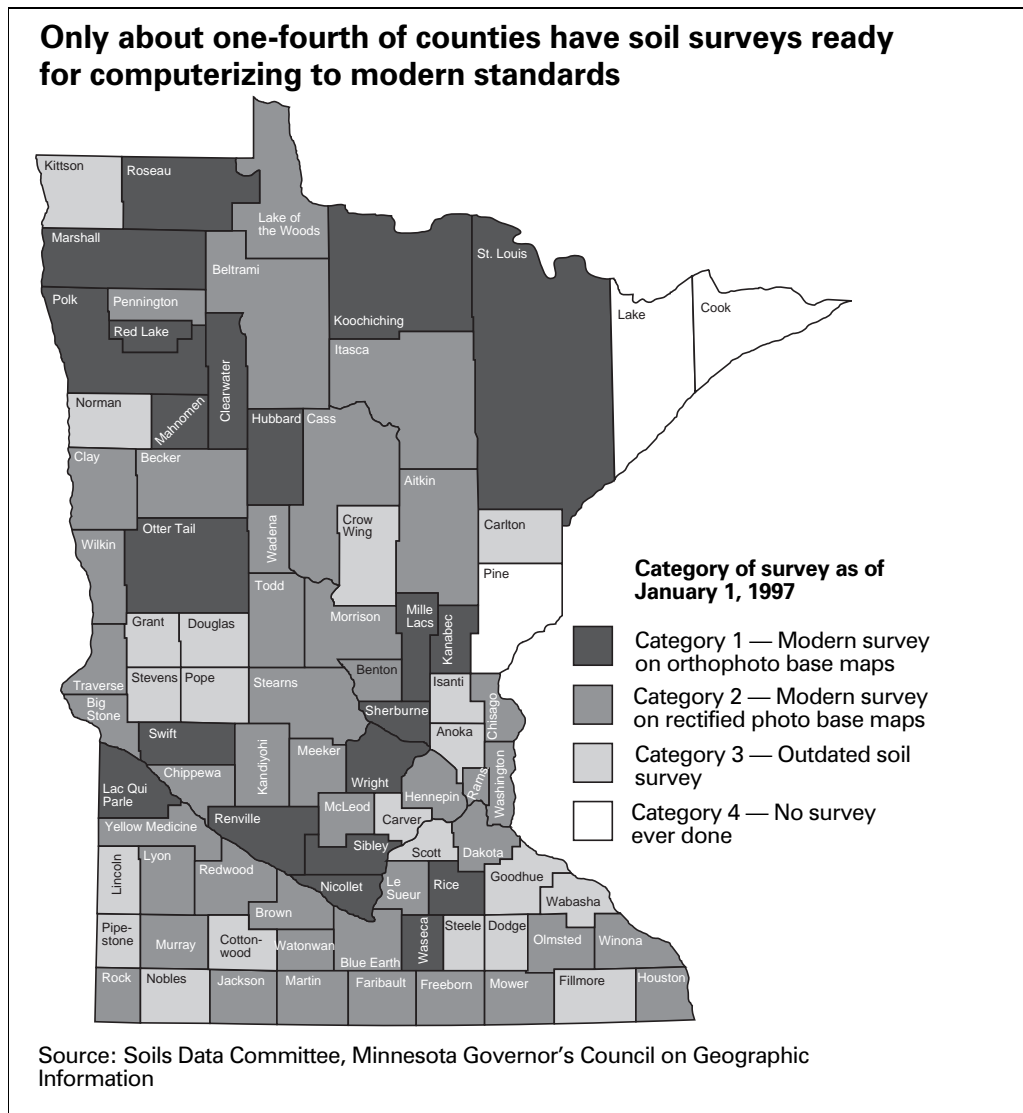 Only about one-fourth of counties have soil surveys ready
for computerizing to modern standards
Kittson
Roseau
Lake of
the Woods
Marshall
Beltrami
St. Louis
Polk
Pennington
Red Lake
Koochiching
Lake
Cook
Itasca
Clearwater
Norman
Mahnomen
Hubbard
Cass
Clay
Becker
Aitkin
Otter Tail
Wilkin
Wadena
Crow
Wing
Carlton
Pine
Todd
Morrison
Mille
Lacs
Kanabec
Grant
Douglas
Traverse
Stevens
Pope
Stearns
Benton
Isanti
Chisago
Big
Stone
Sherburne
Anoka
Swift
Kandiyohi
Meeker
Wright
Chippewa
Hennepin
Rams
Washington
Lac Qui
Parle
McLeod
Carver
Yellow Medicine
Renville
Sibley
Scott
Dakota
Lincoln
Lyon
Redwood
Nicollet
Le
Sueur
Rice
Goodhue
Wabasha
Brown
Pipe-
stone
Murray
Cotton-
wood
Watonwan
Blue Earth
Waseca
Steele
Dodge
Olmsted
Winona
Rock
Nobles
Jackson
Martin
Faribault
Freeborn
Mower
Fillmore
Houston
Category of survey as of
January 1, 1997
Category 1 — Modern survey
on orthophoto base maps
Category 2 — Modern survey
on rectified photo base maps
Category 3 — Outdated soil
survey
Category 4 — No survey
ever done
Source: Soils Data Committee, Minnesota Governor's Council on Geographic
Information